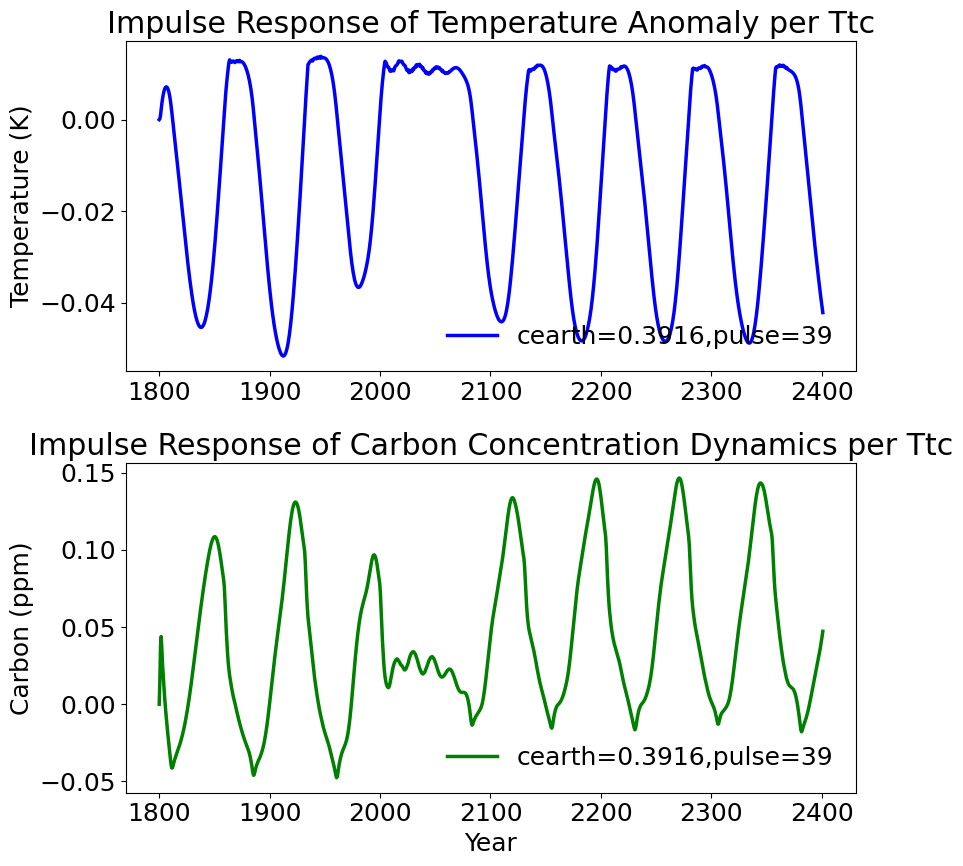 Impulse Response of Temperature Anomaly per Ttc
Temperature (K)
0.00
−0.02
−0.04
cearth=0.3916,pulse=39
1800 1900 2000 2100 2200 2300 2400
Impulse Response of Carbon Concentration Dynamics per Ttc
Carbon (ppm)
0.15
0.10
0.05
0.00
−0.05
cearth=0.3916,pulse=39
1800 1900 2000 2100 2200 2300 2400
Year